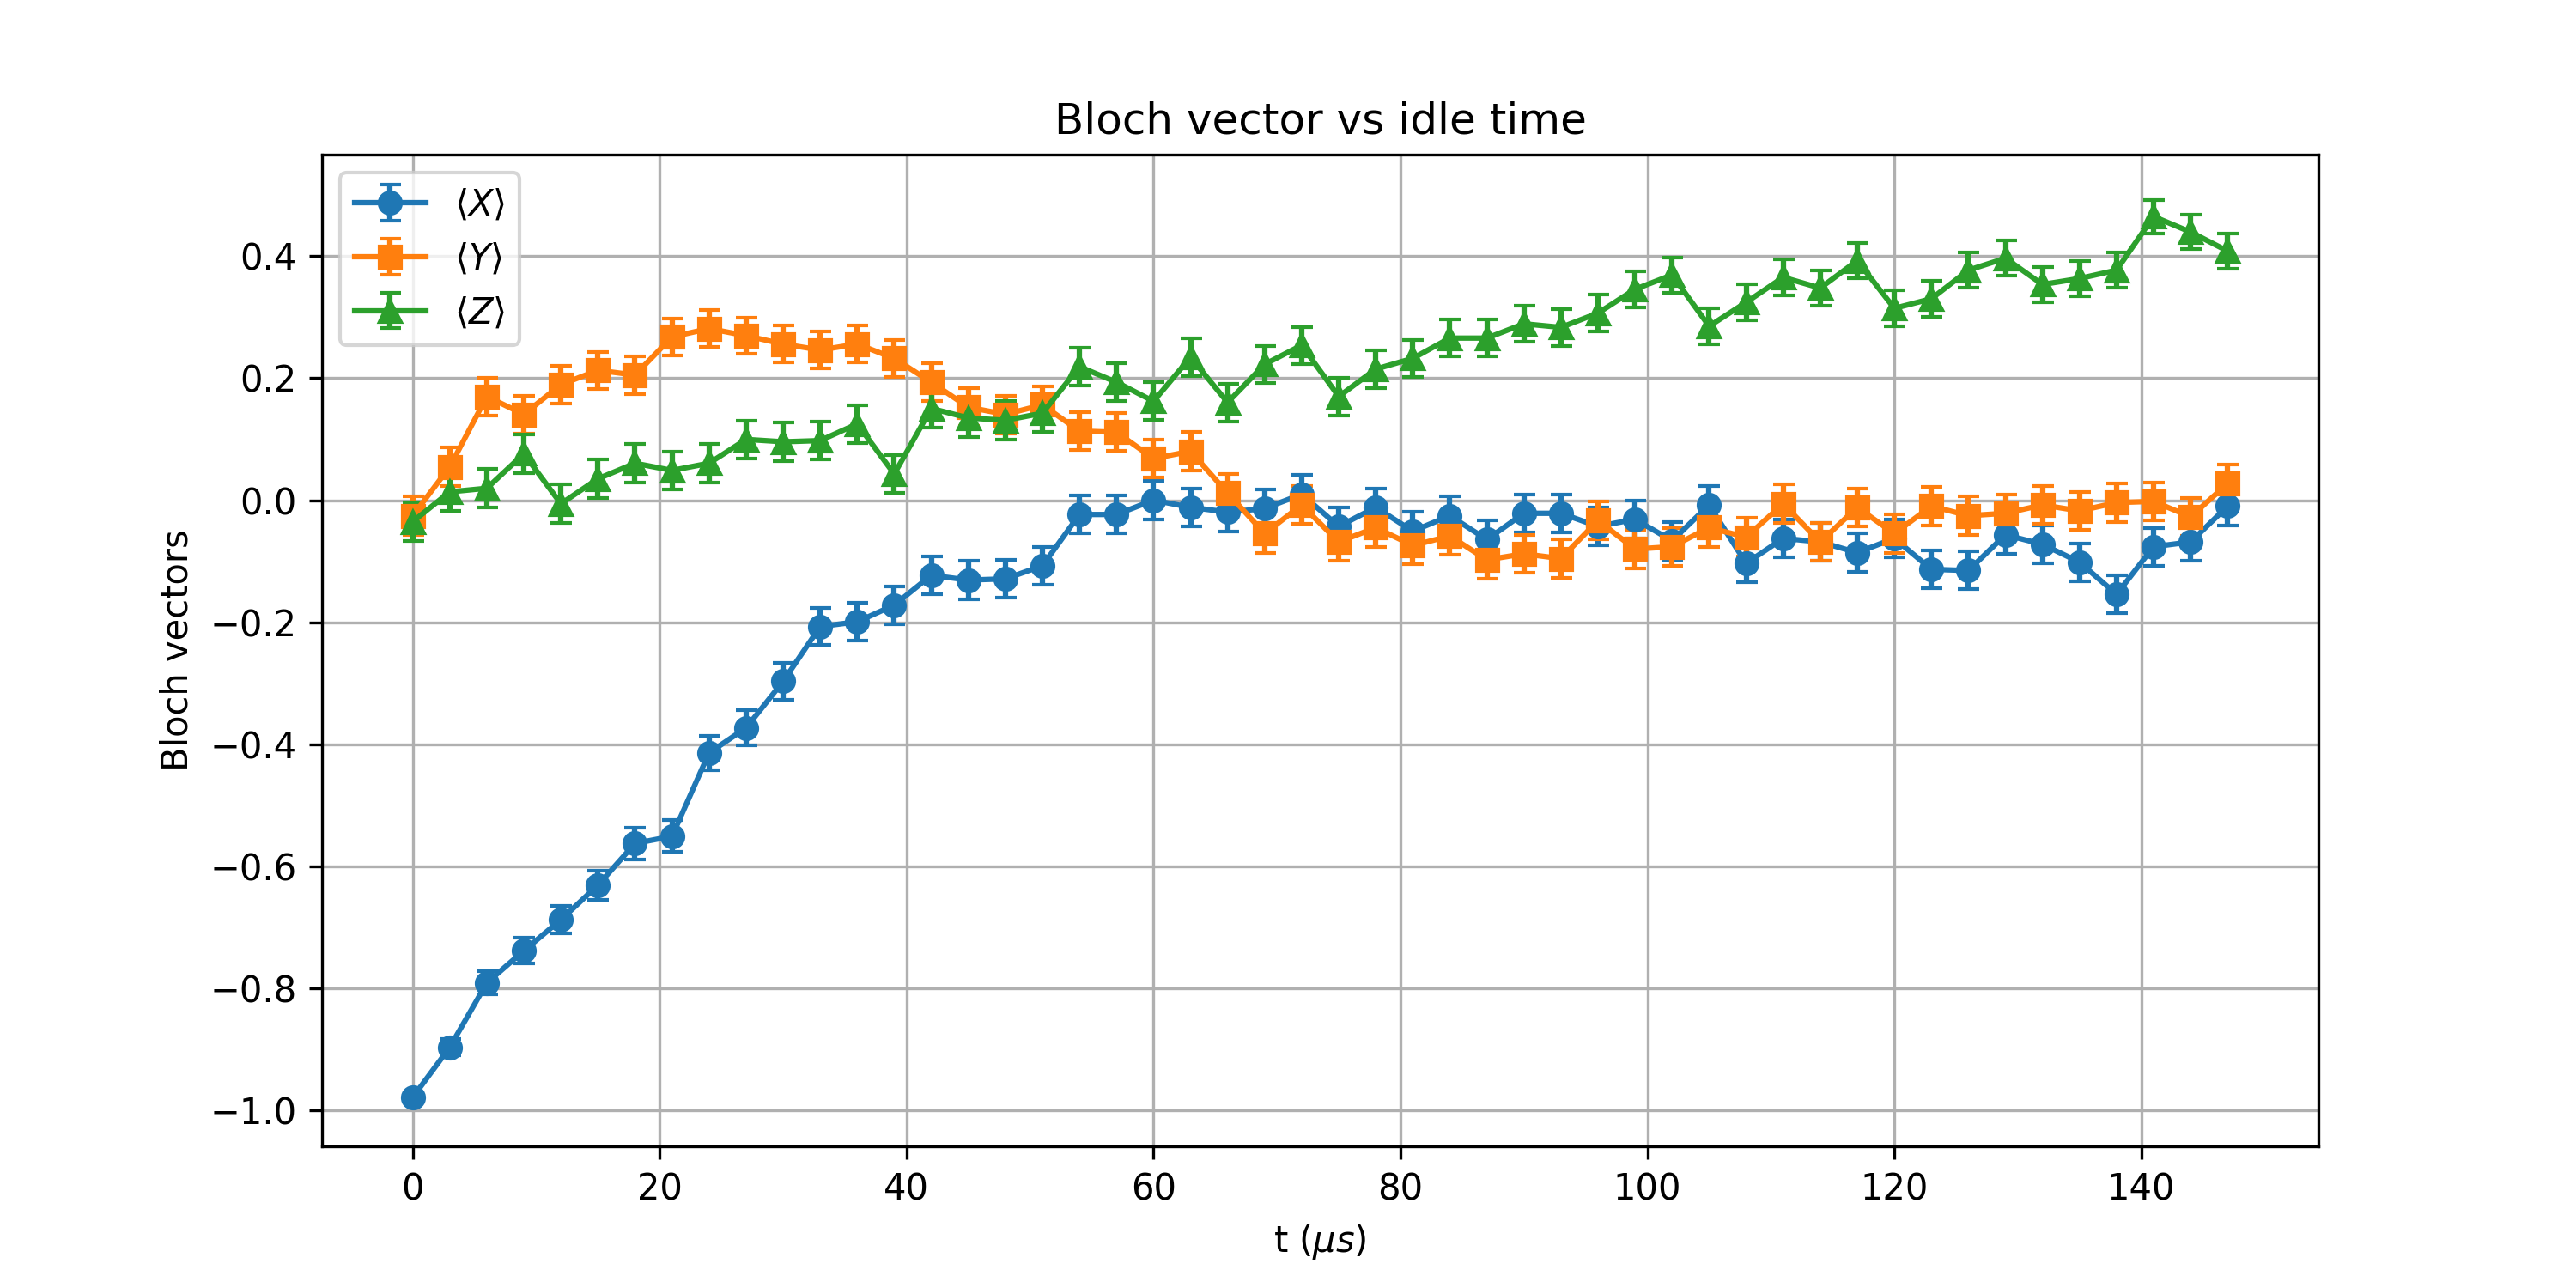 Bloch vector vs idle time
⟨X⟩
⟨Y⟩
⟨Z⟩
Bloch vectors
0.4
0.2
0.0
−0.2
−0.4
−0.6
−0.8
−1.0
0 20 40 60 80 100 120 140
t (μs)